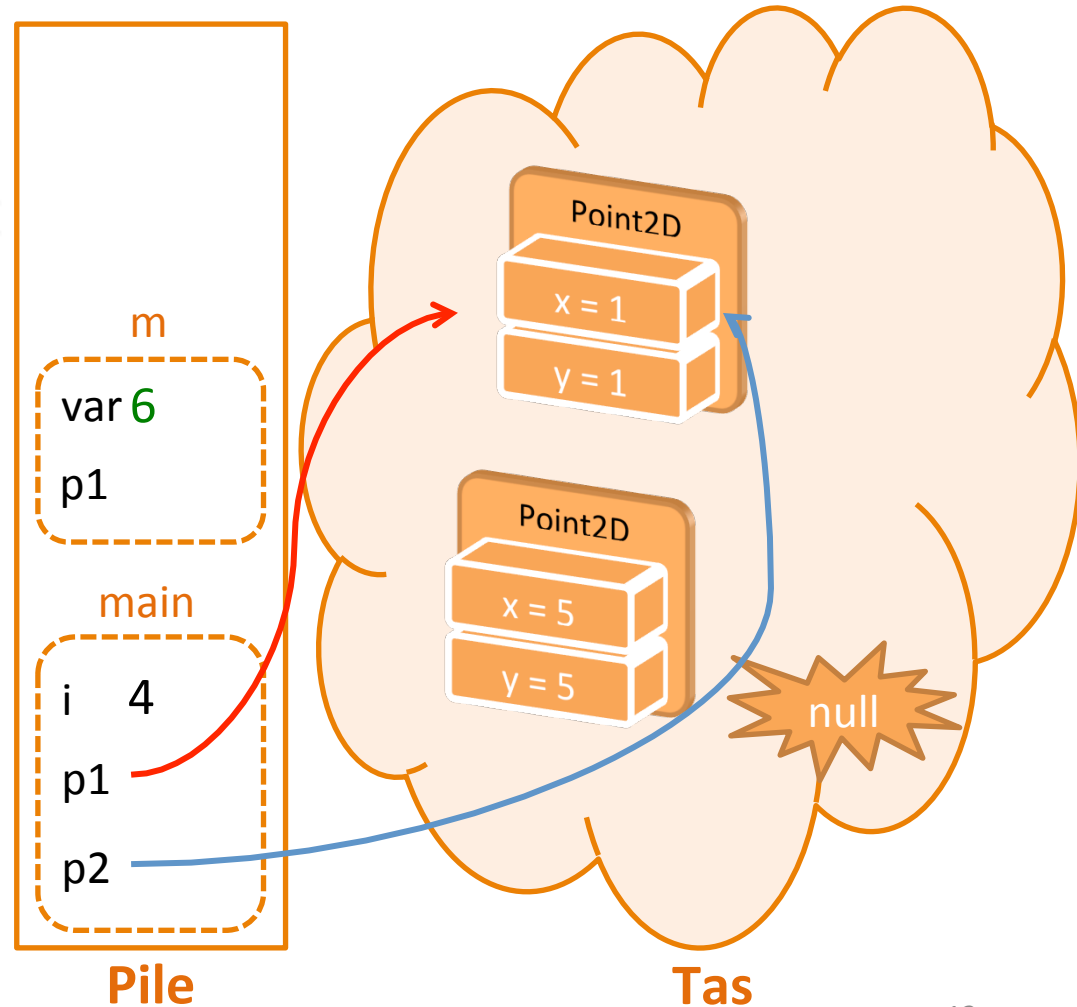 m
var 6
p1
main
i 4
p1
p2
Pile
Point2D
x = 1
y = 1
Point2D
x = 5
y = 5
null
Tas